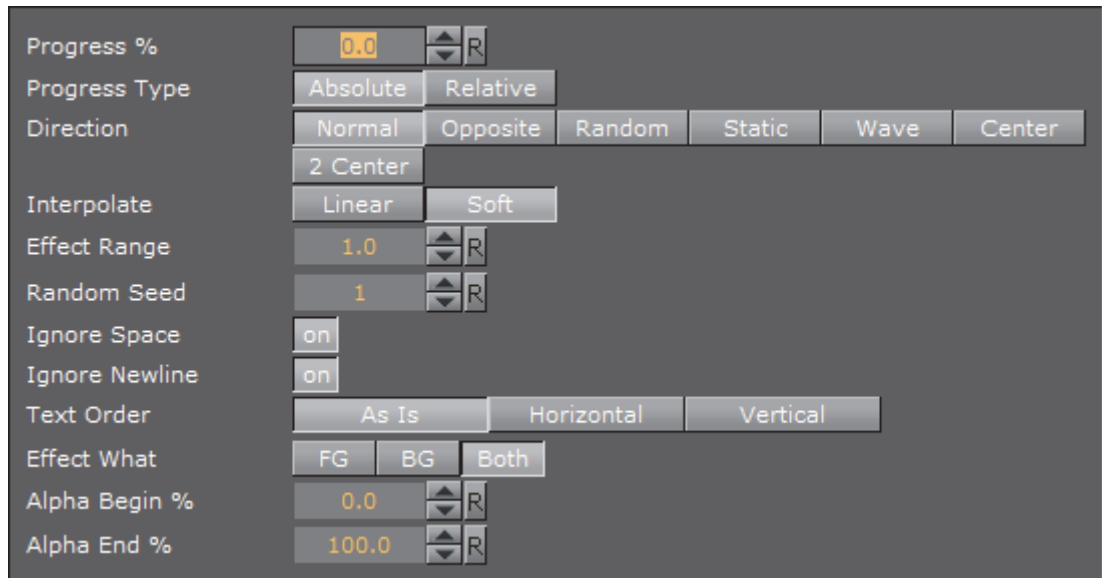 Progress % 0.0 R
Progress Type Absolute Relative
Direction Normal Opposite Random Static Wave Center
2 Center
Interpolate Linear Soft
Effect Range 1.0 R
Random Seed 1 R
Ignore Space on
Ignore Newline on
Text Order As Is Horizontal Vertical
Effect What FG BG Both
Alpha Begin % 0.0 R
Alpha End % 100.0 R